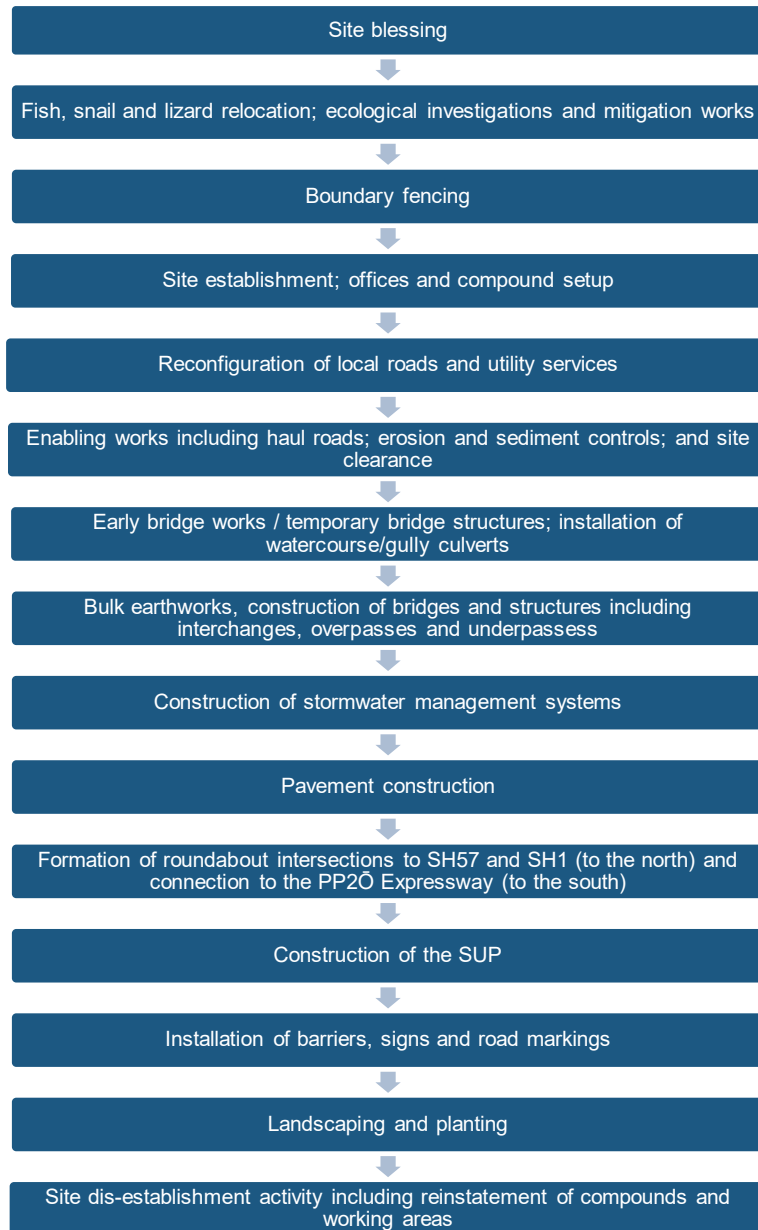 Site blessing
Fish, snail and lizard relocation; ecological investigations and mitigation works
Boundary fencing
Site establishment; offices and compound setup
Reconfiguration of local roads and utility services
Enabling works including haul roads; erosion and sediment controls; and site
clearance
Early bridge works / temporary bridge structures; installation of
watercourse/gully culverts
Bulk earthworks, construction of bridges and structures including
interchanges, overpasses and underpassess
Construction of stormwater management systems
Pavement construction
Formation of roundabout intersections to SH57 and SH1 (to the north) and
connection to the PP2Ō Expressway (to the south)
Construction of the SUP
Installation of barriers, signs and road markings
Landscaping and planting
Site dis-establishment activity including reinstatement of compounds and
working areas